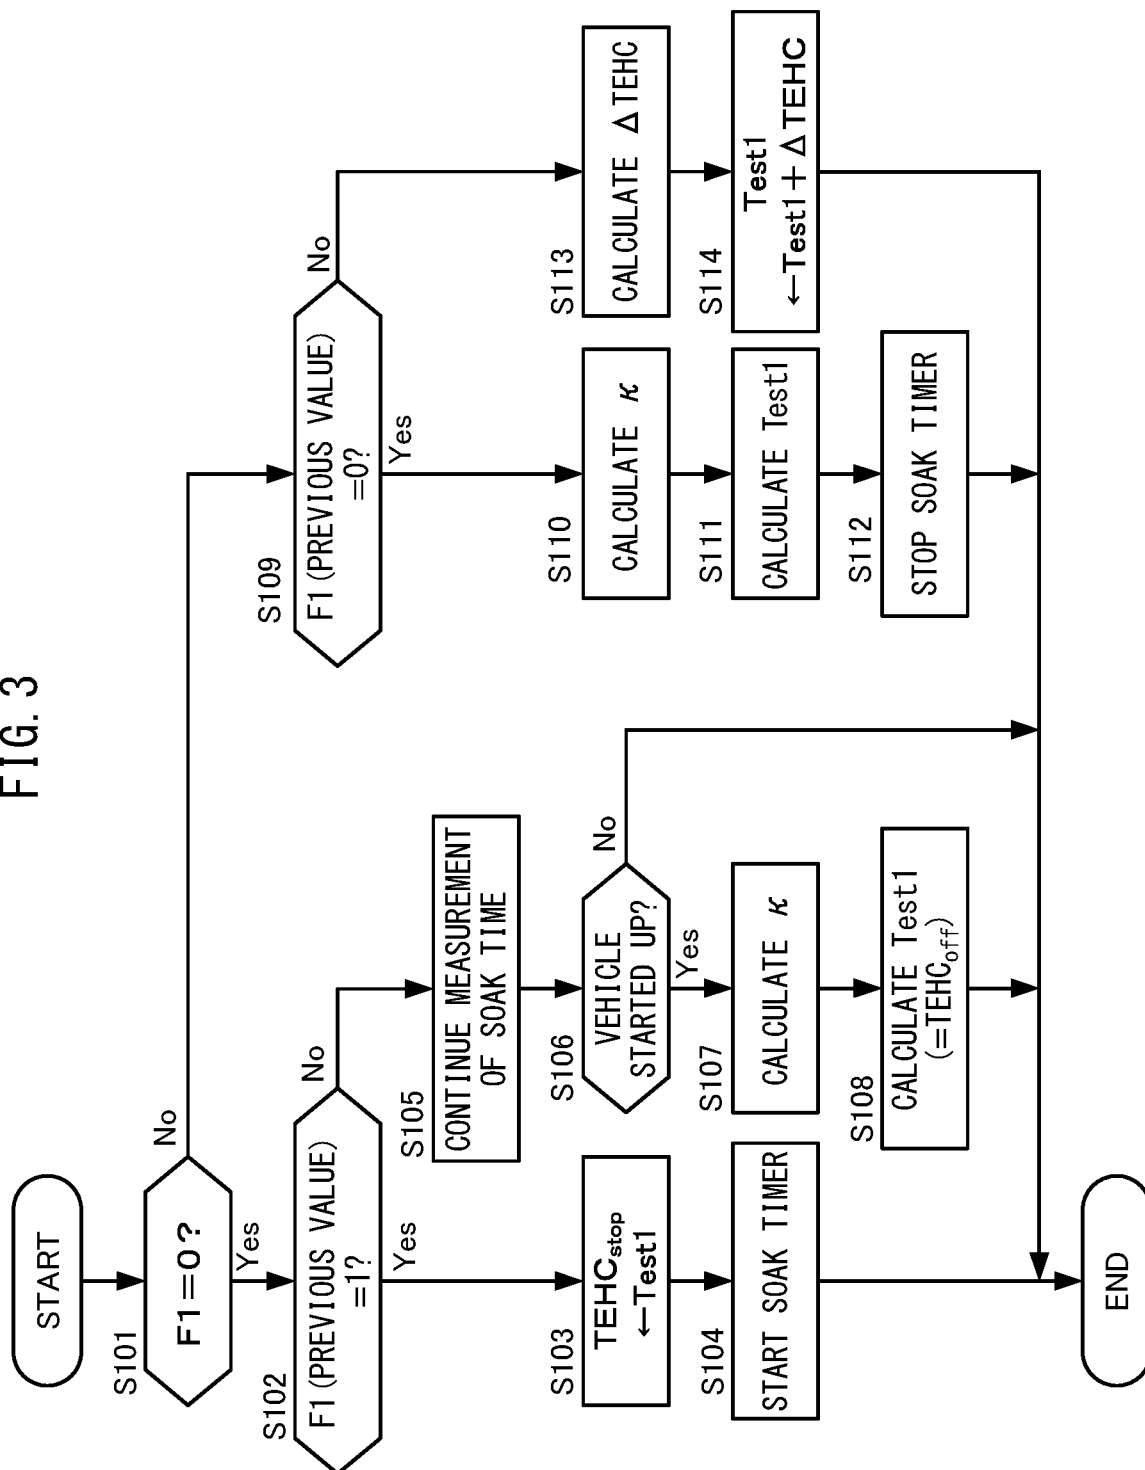 FIG. 3
START
S101
F1=0?
Yes
No
S102
F1(PREVIOUS VALUE)
=1?
Yes
No
S103
TEHCstop
←Test1
S104
START SOAK TIMER
S105
CONTINUE MEASUREMENT
OF SOAK TIME
S106
VEHICLE
STARTED UP?
Yes
No
S107
CALCULATE κ
S108
CALCULATE Test1
(=TEHCoff)
S109
F1(PREVIOUS VALUE)
=0?
Yes
No
S110
CALCULATE κ
S111
CALCULATE Test1
S112
STOP SOAK TIMER
S113
CALCULATE ΔTEHC
S114
Test1
←Test1+ΔTEHC
END